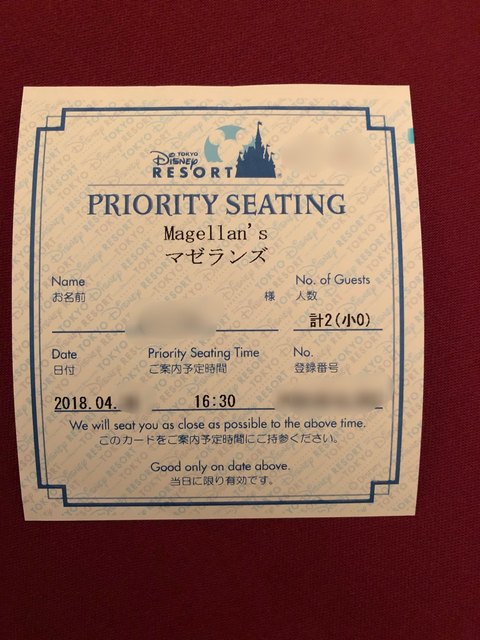 TOKYO
Disney
RESORT
PRIORITY SEATING
Magellan's
マゼランズ
Name
お名前
様
No. of Guests
人数
計2(小0)
Date
日付
Priority Seating Time
ご案内予定時間
No.
登録番号
2018.04.
16:30
We will seat you as close as possible to the above time.
このカードをご案内予定時間にご持参ください。
Good only on date above.
当日に限り有効です。